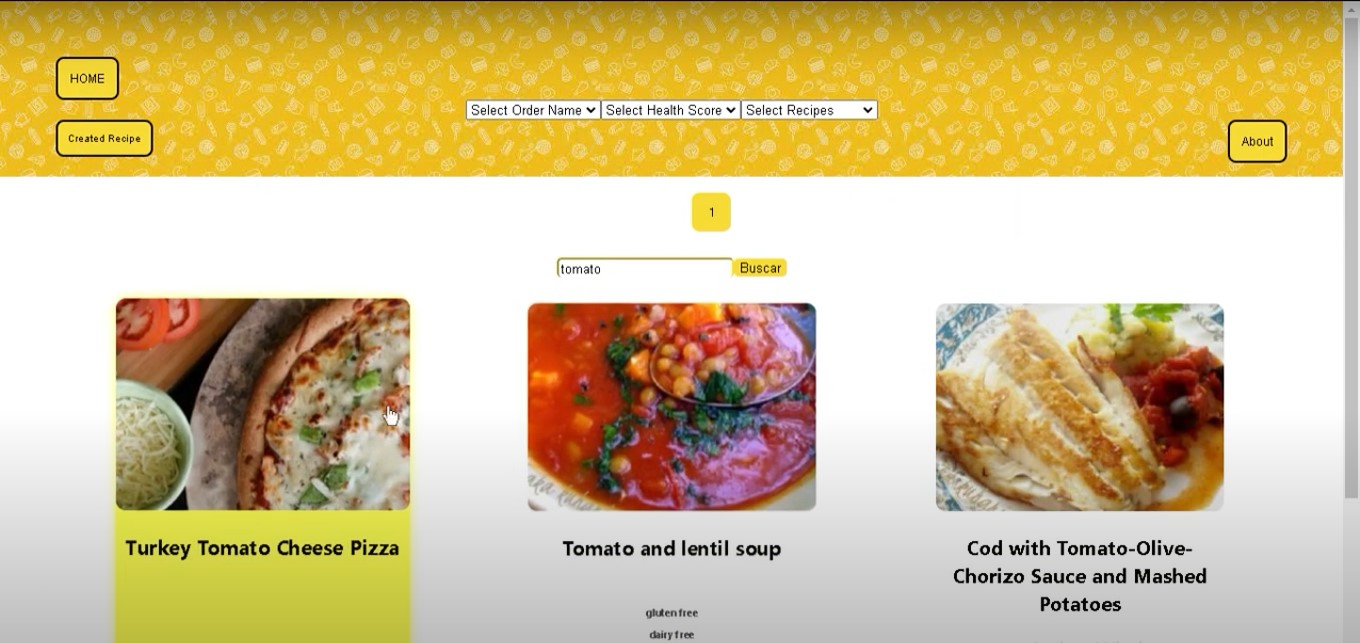 HOME
Created Recipe
Select Order Name
Select Health Score
Select Recipes
About
1
tomato
Buscar
Turkey Tomato Cheese Pizza
Tomato and lentil soup
Cod with Tomato-Olive-
Chorizo Sauce and Mashed
Potatoes
gluten free
dairy free